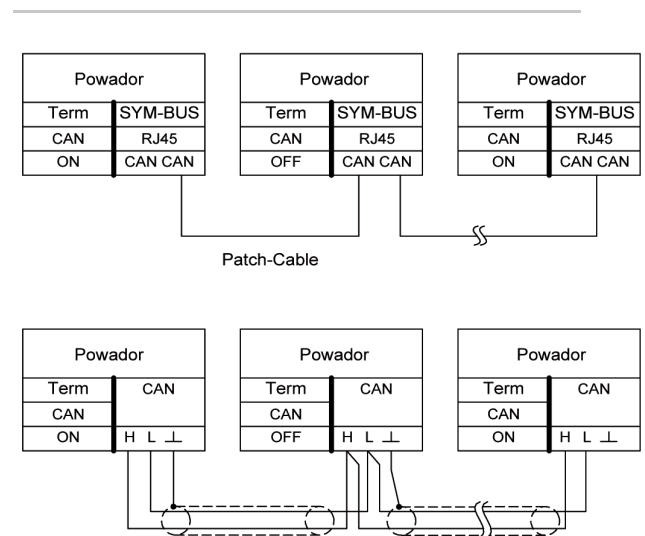 Powador Powador Powador
Term SYM-BUS Term SYM-BUS Term SYM-BUS
CAN RJ45 CAN RJ45 CAN RJ45
ON CAN CAN OFF CAN CAN ON CAN CAN
Patch-Cable
Powador Powador Powador
Term CAN Term CAN Term CAN
CAN CAN CAN
ON H L ⊥ OFF H L ⊥ ON H L ⊥